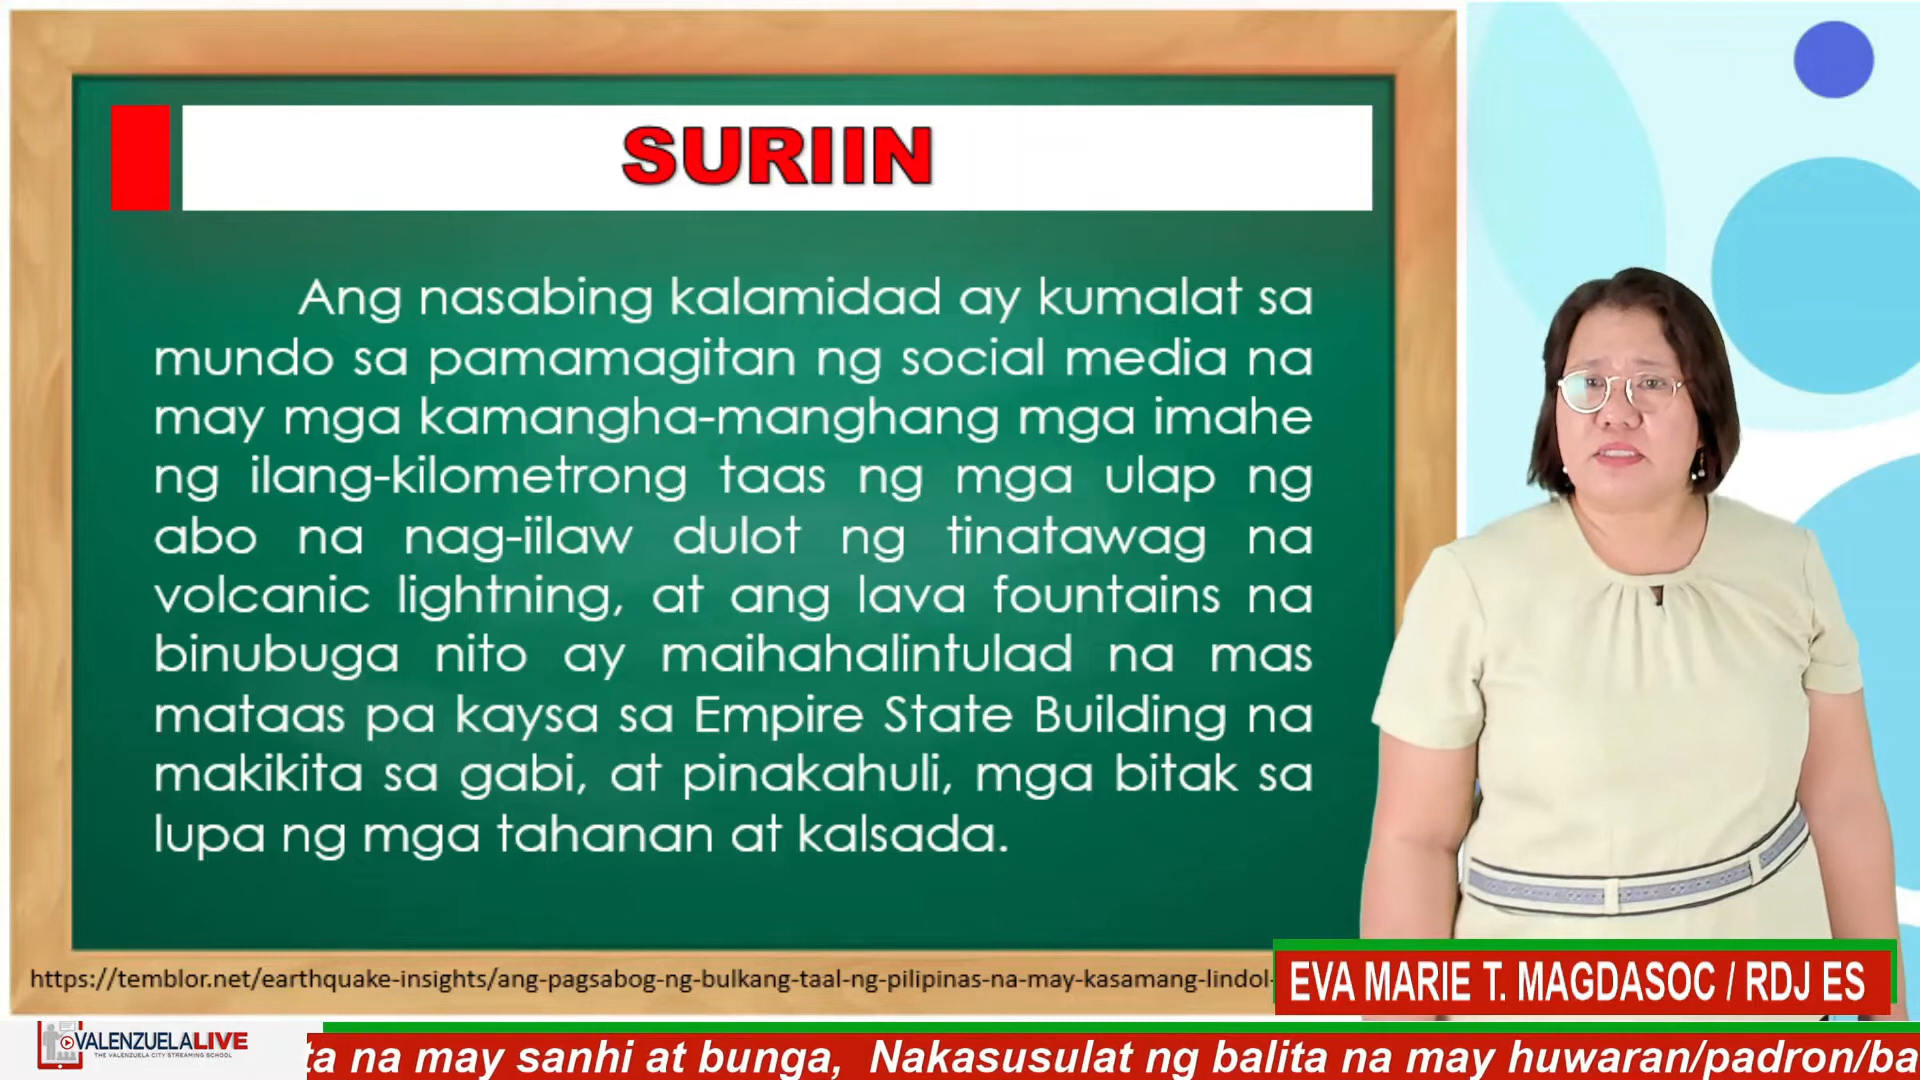 SURIIN
Ang nasabing kalamidad ay kumalat sa
mundo sa pamamagitan ng social media na
may mga kamangha-manghang mga imahe
ng ilang-kilometrong taas ng mga ulap ng
abo na nag-iilaw dulot ng tinatawag na
volcanic lightning, at ang lava fountains na
binubuga nito ay maihahalintulad na mas
mataas pa kaysa sa Empire State Building na
makikita sa gabi, at pinakahuli, mga bitak sa
lupa ng mga tahanan at kalsada.
https://temblor.net/earthquake-insights/ang-pagsabog-ng-bulkang-taal-ng-pilipinas-na-may-kasamang-lindol-
EVA MARIE T. MAGDASOC / RDJ ES
VALENZUELALIVE
THE VALENZUELA CITY STREAMING SCHOOL
ta na may sanhi at bunga, Nakasusulat ng balita na may huwaran/padron/ba